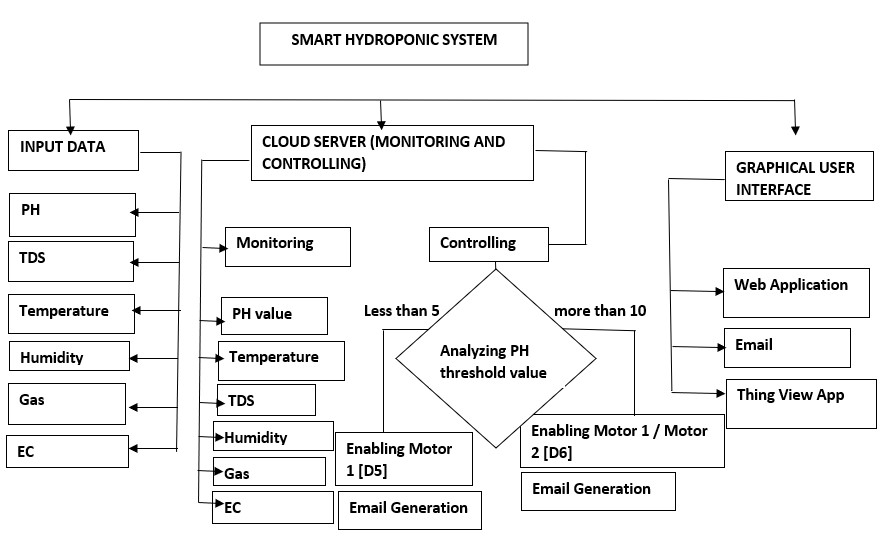 SMART HYDROPONIC SYSTEM
INPUT DATA
PH
TDS
Temperature
Humidity
Gas
EC
CLOUD SERVER (MONITORING AND
CONTROLLING)
Monitoring
PH value
Temperature
TDS
Humidity
Gas
EC
Controlling
Less than 5
more than 10
Analyzing PH
threshold value
Enabling Motor
1 [D5]
Email Generation
Enabling Motor 1 / Motor
2 [D6]
Email Generation
GRAPHICAL USER
INTERFACE
Web Application
Email
Thing View App